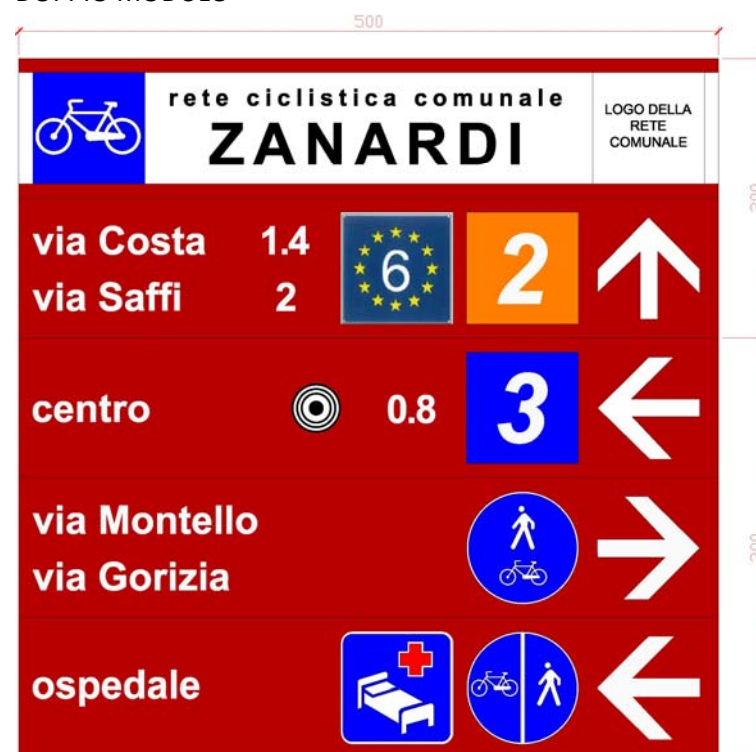 500
rete ciclistica comunale
ZANARDI
LOGO DELLA
RETE
COMUNALE
via Costa 1.4
via Saffi 2
6
2
centro 0.8
3
via Montello
via Gorizia
ospedale